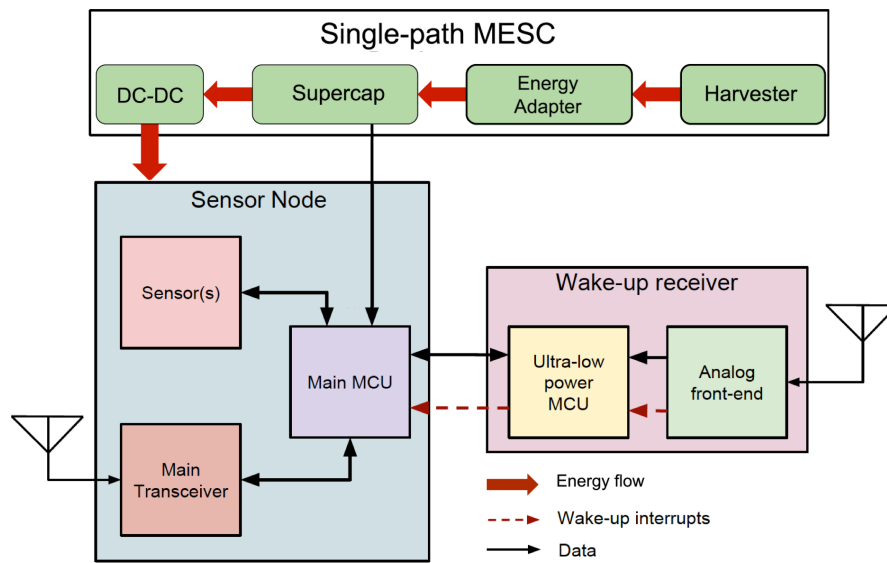 Single-path MESC
DC-DC
Supercap
Energy
Adapter
Harvester
Sensor Node
Sensor(s)
Main MCU
Main
Transceiver
Wake-up receiver
Ultra-low
power
MCU
Analog
front-end
Energy flow
Wake-up interrupts
Data